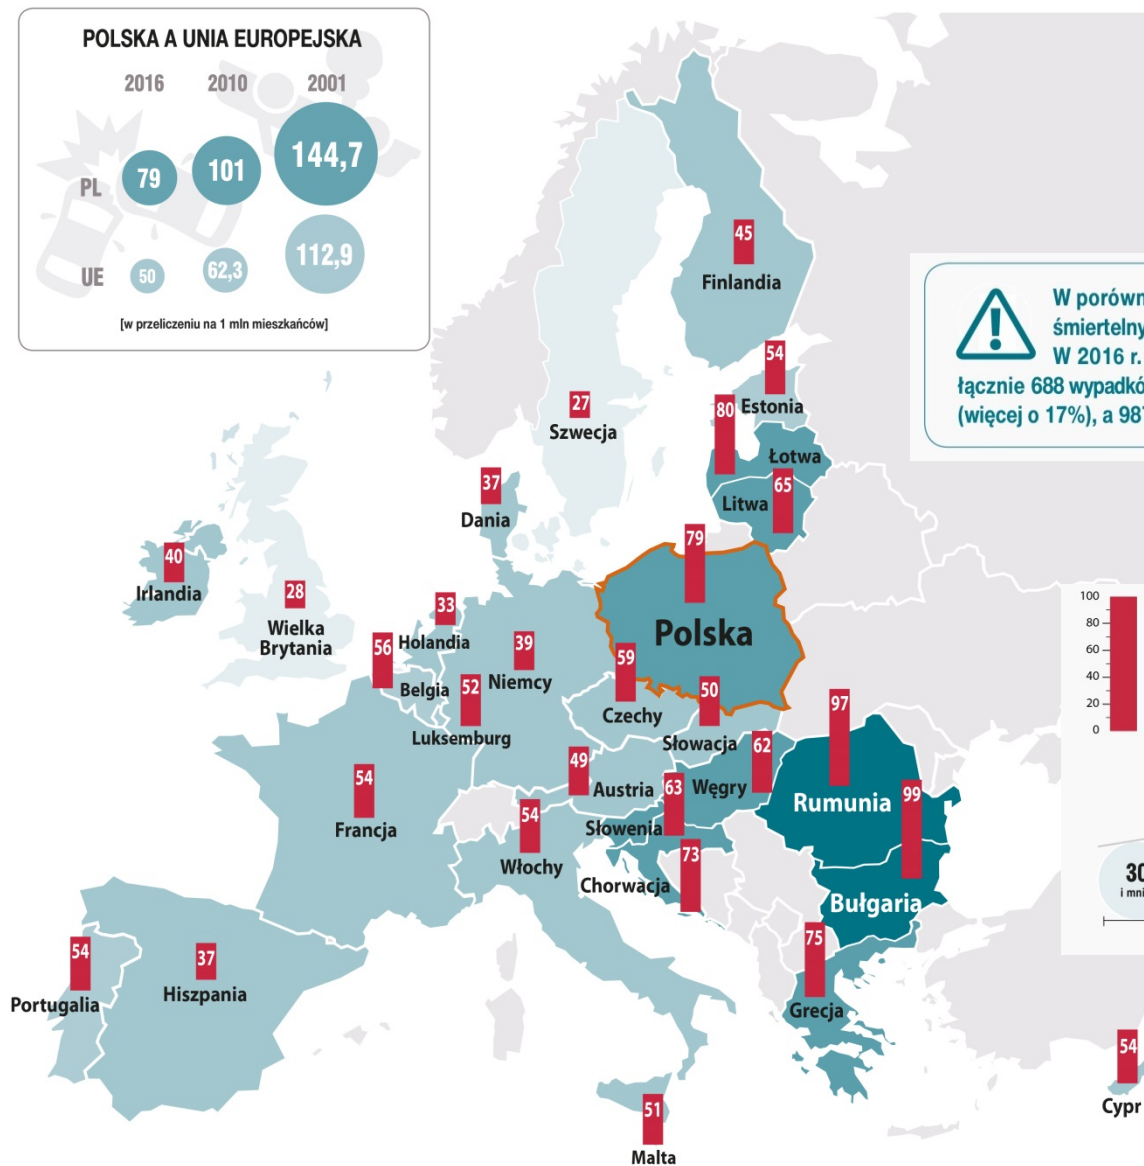 POLSKA A UNIA EUROPEJSKA
2016 2010 2001
PL 79 101 144,7
UE 50 62,3 112,9
[w przeliczeniu na 1 mln mieszkańców]
45
Finlandia
W porówn
śmiertelny
W 2016 r.
łącznie 688 wypadkó
(więcej o 17%), a 987
54
Estonia
27
Szwecja
80
Łotwa
37
Dania
65
Litwa
79
Polska
40
Irlandia
28
Wielka
Brytania
33
Holandia
56
Belgia
39
Niemcy
52
Luksemburg
59
Czechy
50
Słowacja
100
80
60
40
20
0
97
Rumunia
62
Węgry
49
Austria
63
Słowenia
54
Francja
54
Włochy
73
Chorwacja
99
Bułgaria
30
i mni
75
Grecja
54
Portugalia
37
Hiszpania
54
Cypr
51
Malta